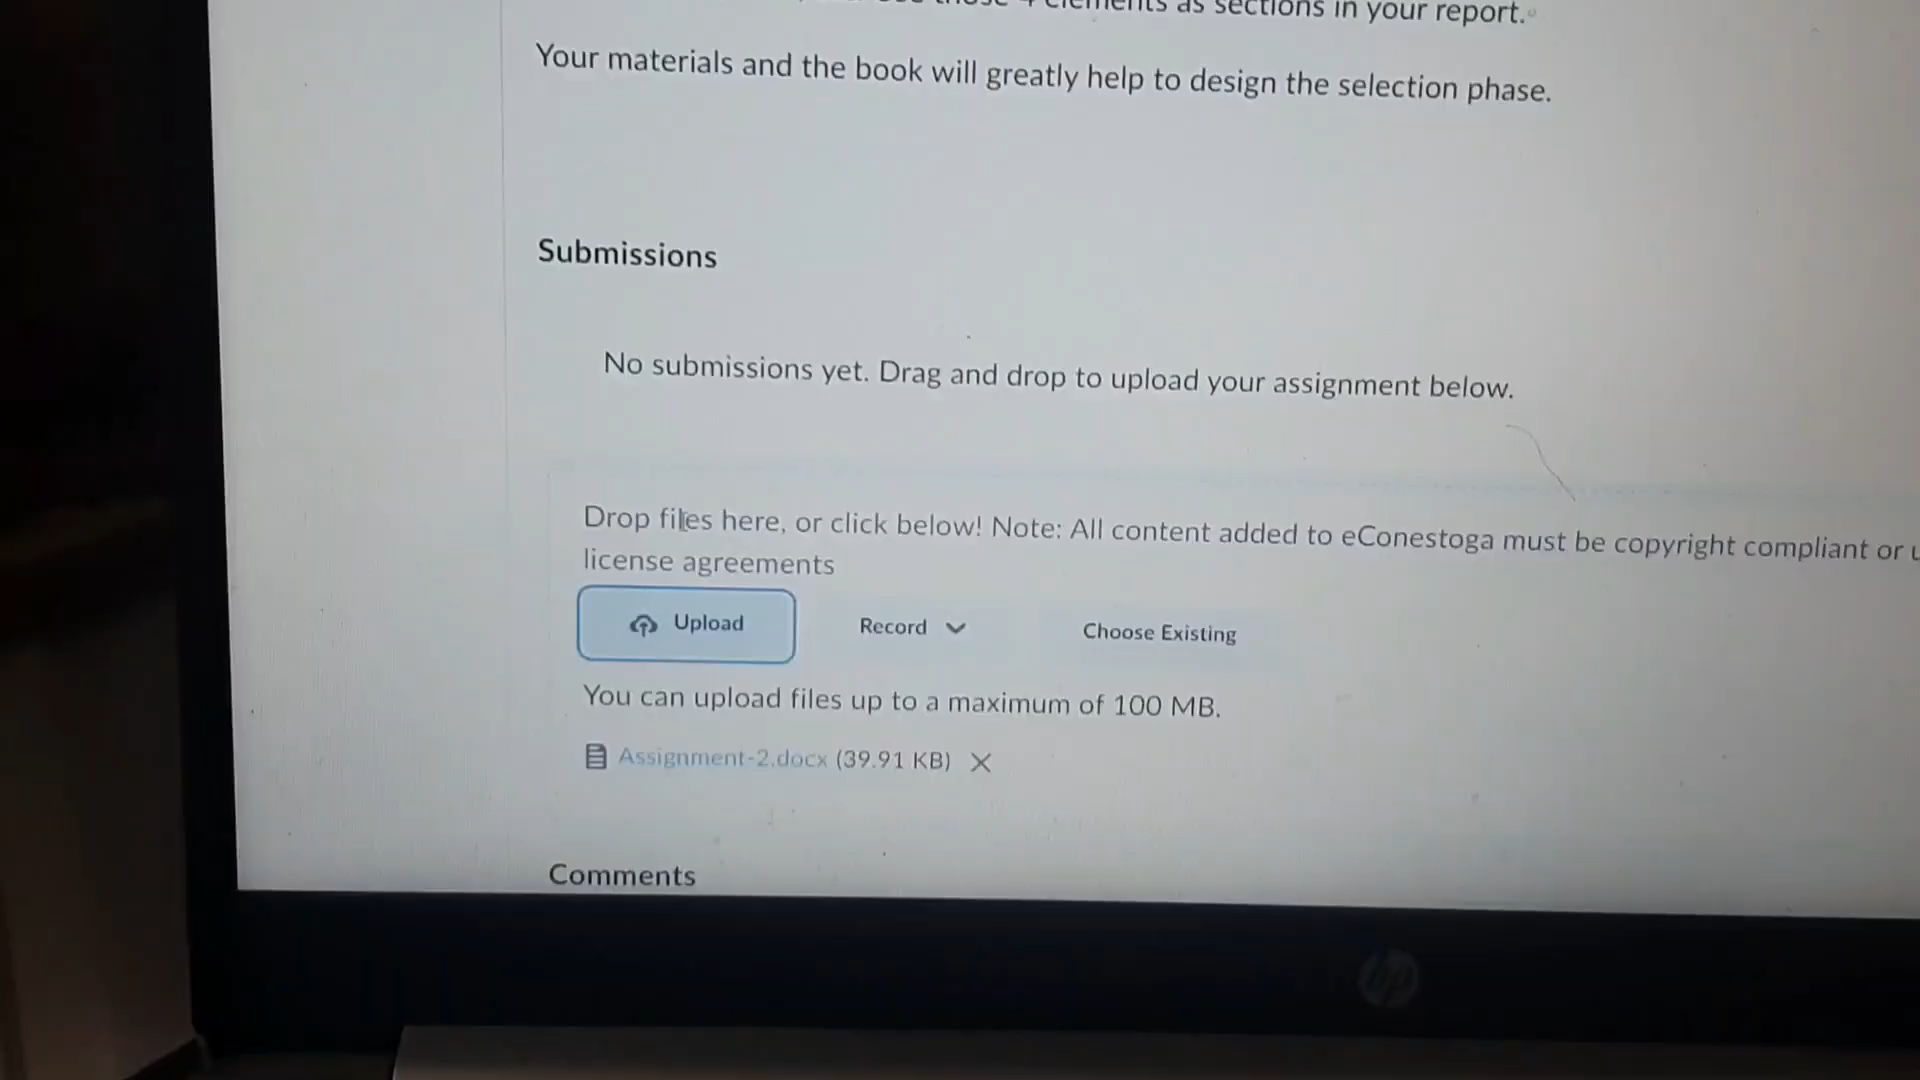 elements as sections in your report.
Your materials and the book will greatly help to design the selection phase.
Submissions
No submissions yet. Drag and drop to upload your assignment below.
Drop files here, or click below! Note: All content added to eConestoga must be copyright compliant or
license agreements
Upload
Record
Choose Existing
You can upload files up to a maximum of 100 MB.
Assignment-2.docx (39.91 KB)
Comments
hp